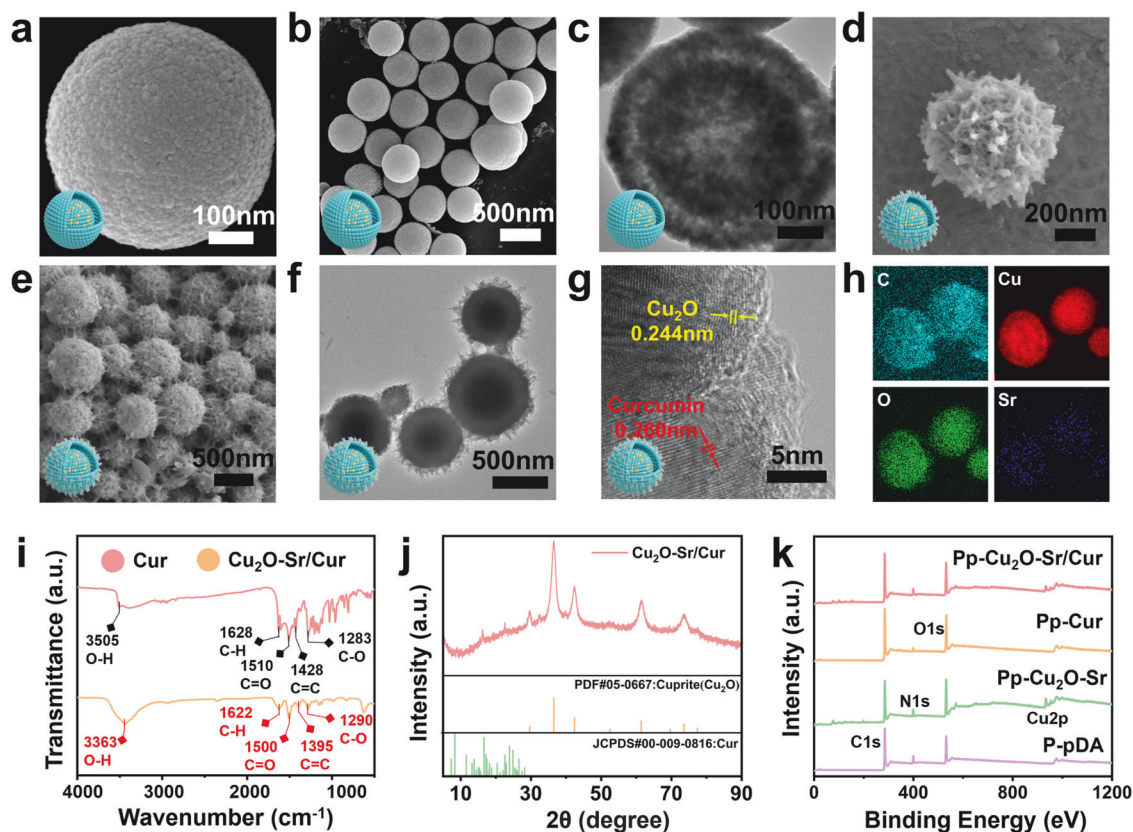 a
100nm
b
500nm
c
100nm
d
200nm
e
500nm
f
500nm
g
Cu₂O
0.244nm
Curcumin
0.260nm
5nm
h
C
Cu
O
Sr
i
Cur
Cu₂O-Sr/Cur
Transmittance (a.u.)
3505
O-H
1628
C-H
1510
C=O
1428
C=C
1283
C-O
3363
O-H
1622
C-H
1500
C=O
1395
C=C
1290
C-O
4000
3000
2000
1000
Wavenumber (cm⁻¹)
j
Cu₂O-Sr/Cur
Intensity (a.u.)
PDF#05-0667:Cuprite(Cu₂O)
JCPDS#00-009-0816:Cur
10
20
30
40
50
60
70
80
90
2θ (degree)
k
Intensity (a.u.)
Pp-Cu₂O-Sr/Cur
O1s
Pp-Cur
Pp-Cu₂O-Sr
N1s
Cu2p
C1s
P-pDA
0
400
800
1200
Binding Energy (eV)